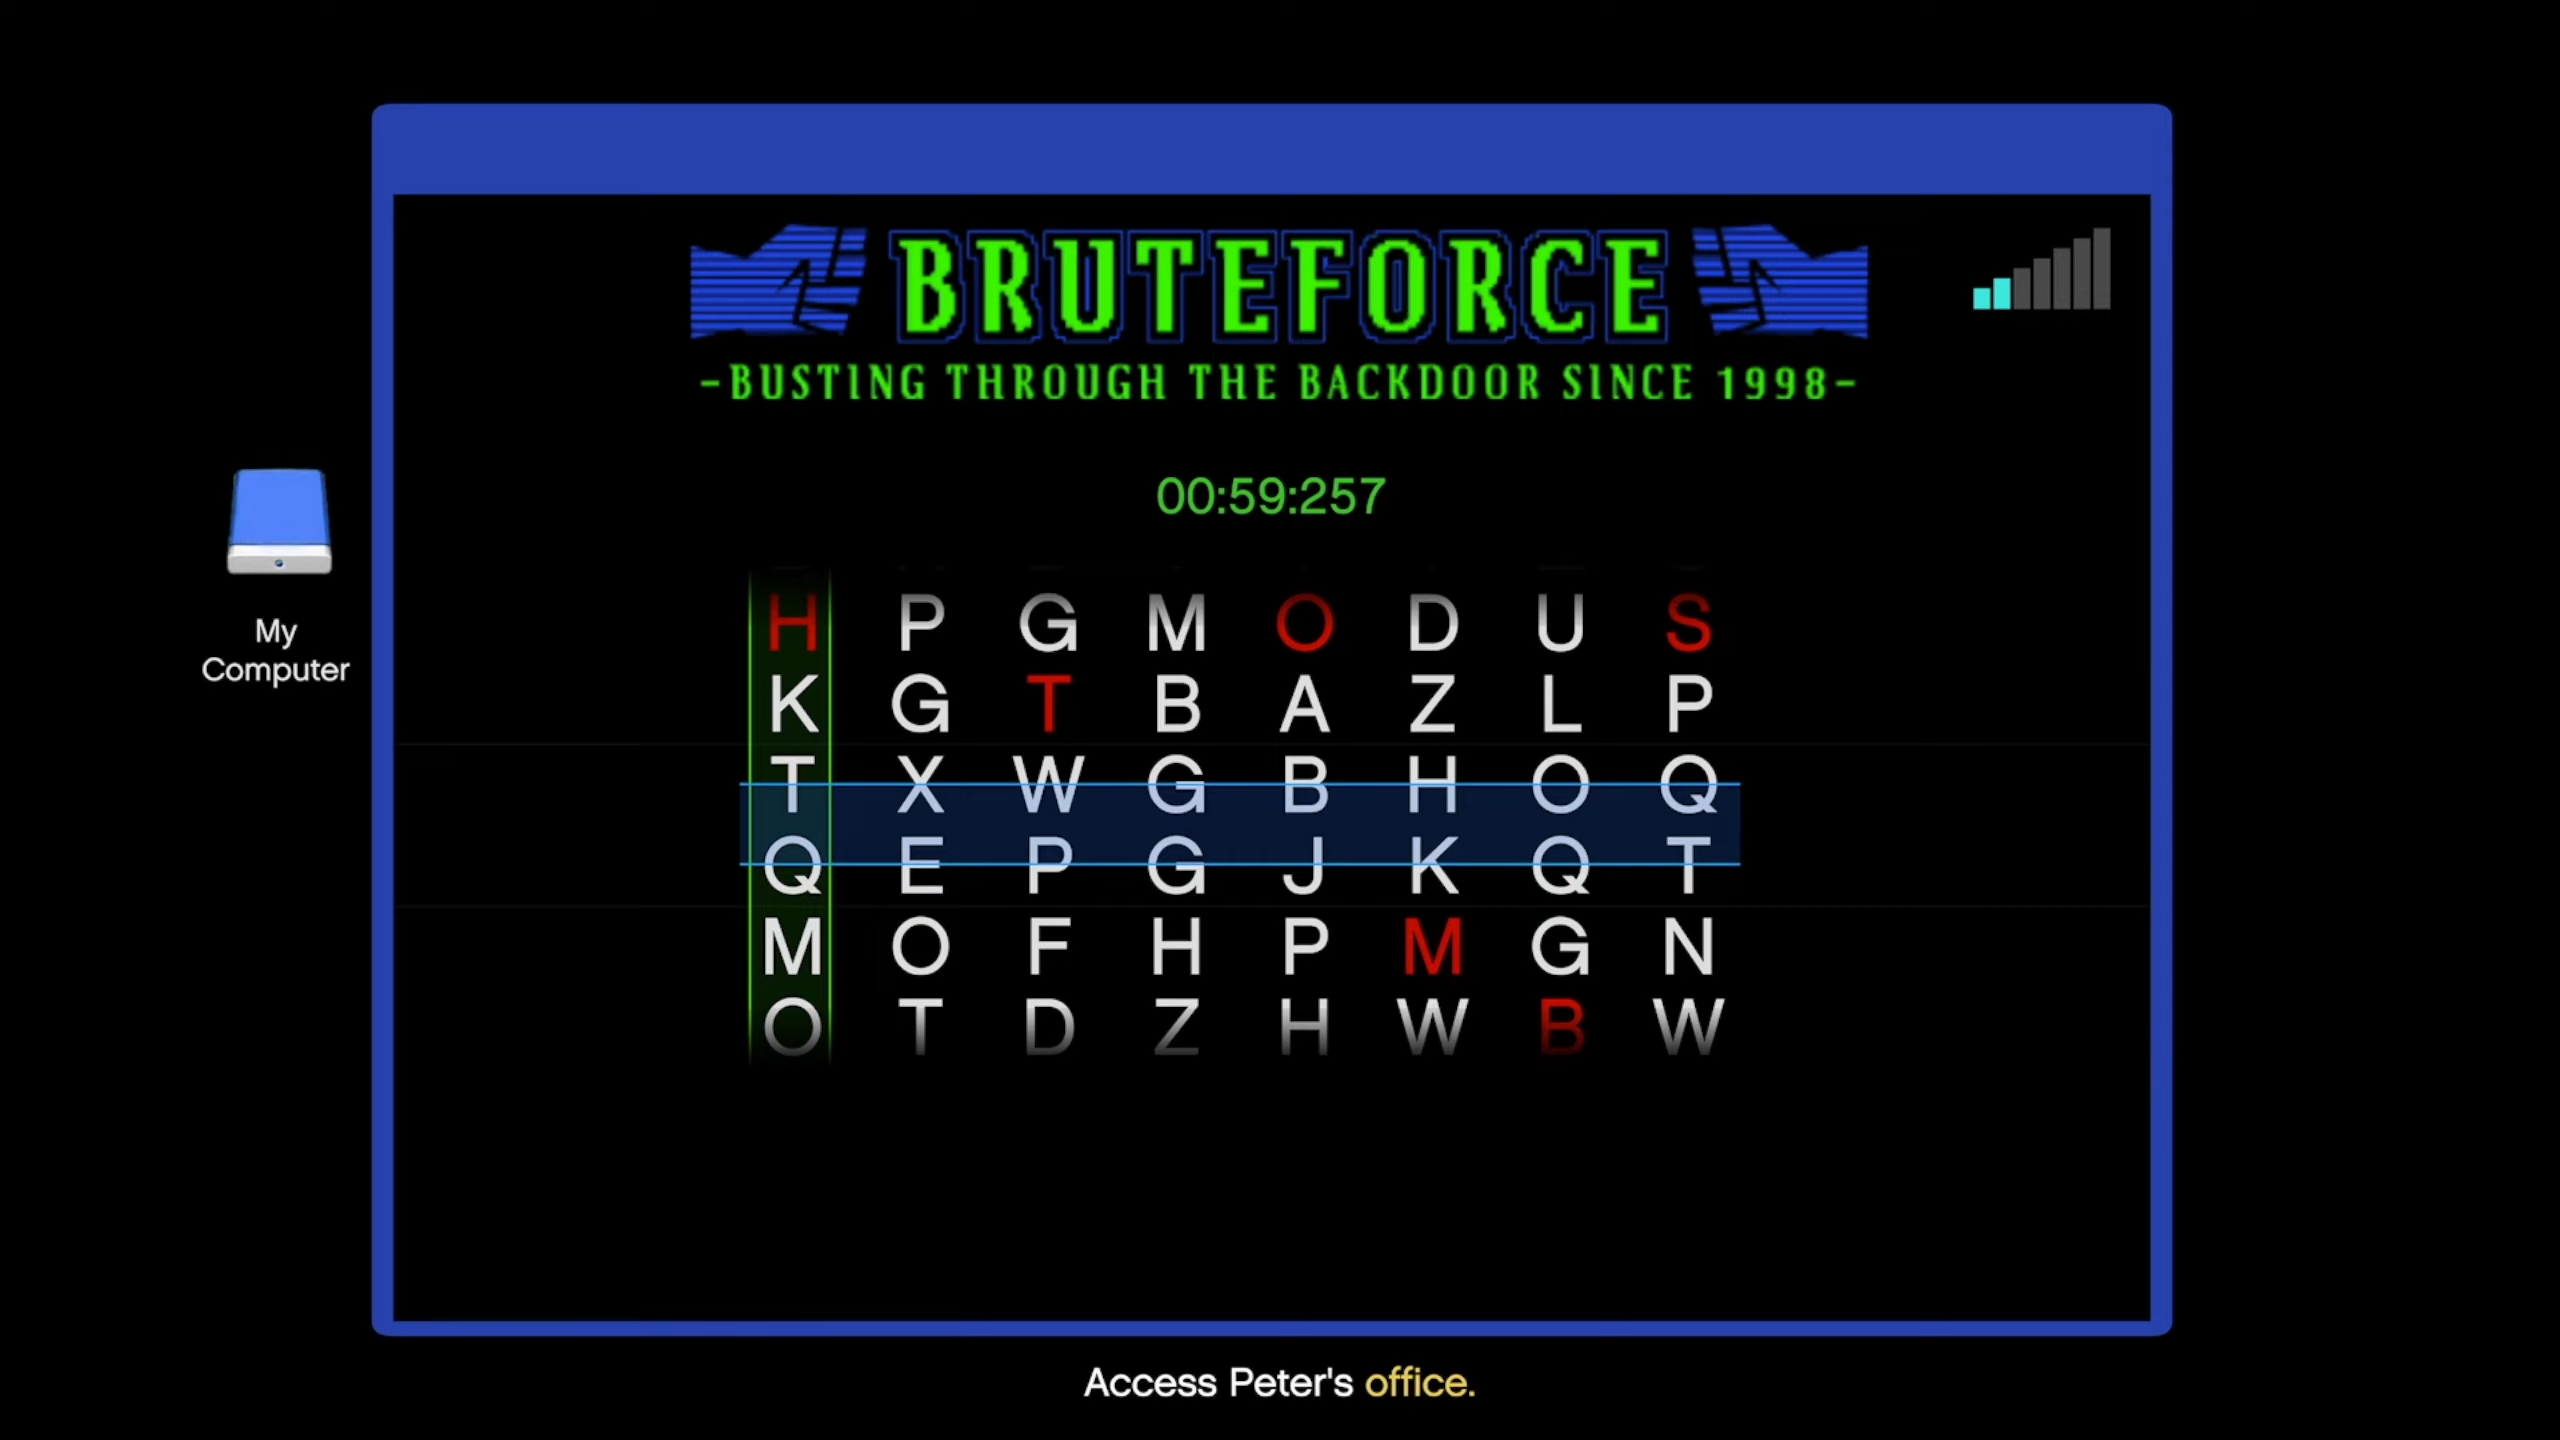 BRUTEFORCE
-BUSTING THROUGH THE BACKDOOR SINCE 1998-
00:59:257
My
Computer
H P G M O D U S
K G T B A Z L P
T X W G B H O Q
Q E P G J K Q T
M O F H P M G N
O T D Z H W B W
Access Peter's office.